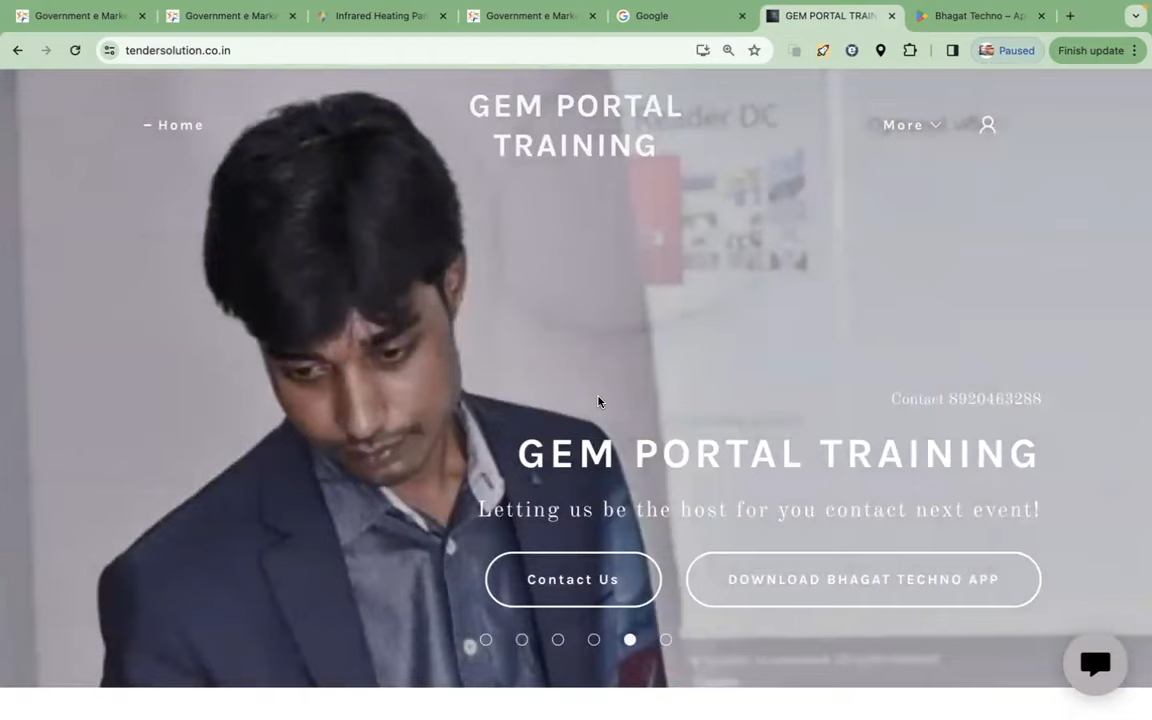 Government e Mark
Government e Mark
Infrared Heating Pan
Government e Mark
Google
GEM PORTAL TRAIN
Bhagat Techno – Ap
tendersolution.co.in
Paused
Finish update
Home
GEM PORTAL
TRAINING
More
Reader DC
Contact 8920463288
GEM PORTAL TRAINING
Letting us be the host for you contact next event!
Contact Us
DOWNLOAD BHAGAT TECHNO APP